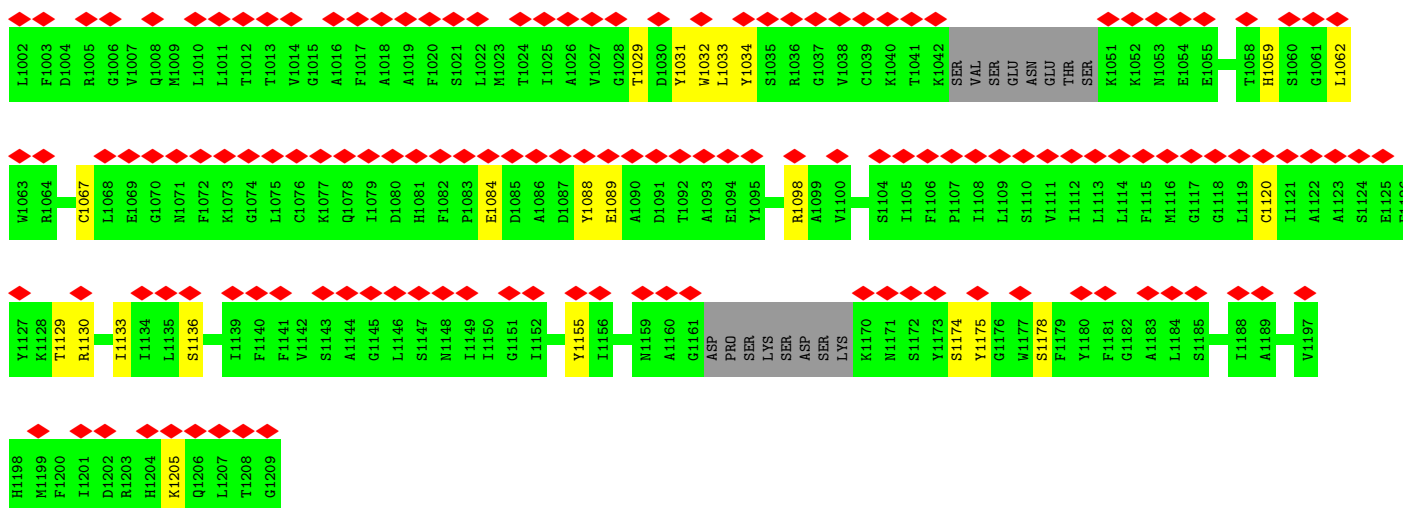 L1002 F1003 D1004 R1005 G1006 V1007 Q1008 M1009 L1010 L1011 T1012 T1013 V1014 G1015 A1016 F1017 A1018 A1019 F1020 S1021 L1022 M1023 T1024 I1025 A1026 V1027 G1028 T1029 D1030 Y1031 W1032 L1033 Y1034 S1035 R1036 G1037 V1038 C1039 K1040 T1041 K1042 SER VAL SER GLU ASN GLU THR SER K1051 K1052 N1053 E1054 E1055 T1058 H1059 S1060 G1061 L1062
W1063 R1064 C1067 L1068 E1069 G1070 N1071 F1072 K1073 G1074 L1075 C1076 K1077 Q1078 I1079 D1080 H1081 F1082 P1083 E1084 D1085 A1086 D1087 Y1088 E1089 A1090 D1091 T1092 A1093 E1094 Y1095 R1098 A1099 V1100 S1104 I1105 F1106 P1107 I1108 L1109 S1110 V1111 I1112 L1113 L1114 F1115 M1116 G1117 G1118 L1119 C1120 I1121 A1122 A1123 S1124 E1125
Y1127 K1128 T1129 R1130 I1133 I1134 L1135 S1136 I1139 F1140 F1141 V1142 S1143 A1144 G1145 L1146 S1147 N1148 I1149 I1150 G1151 I1152 Y1155 I1156 N1159 A1160 G1161 ASP PRO SER LYS SER ASP SER LYS K1170 N1171 S1172 Y1173 S1174 Y1175 G1176 W1177 S1178 F1179 Y1180 F1181 G1182 A1183 L1184 S1185 I1188 A1189 V1197
H1198 M1199 F1200 I1201 D1202 R1203 H1204 K1205 Q1206 L1207 T1208 G1209